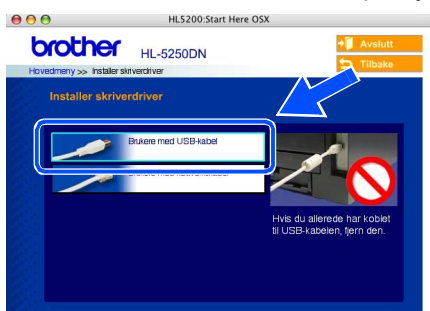 HL5200:Start Here OSX
brother HL-5250DN
Avslutt
Tilbake
Hovedmeny >> Installer skriverdriver
Installer skriverdriver
Brukere med USB-kabel
Hvis du allerede har koblet
til USB-kabelen, fjern den.